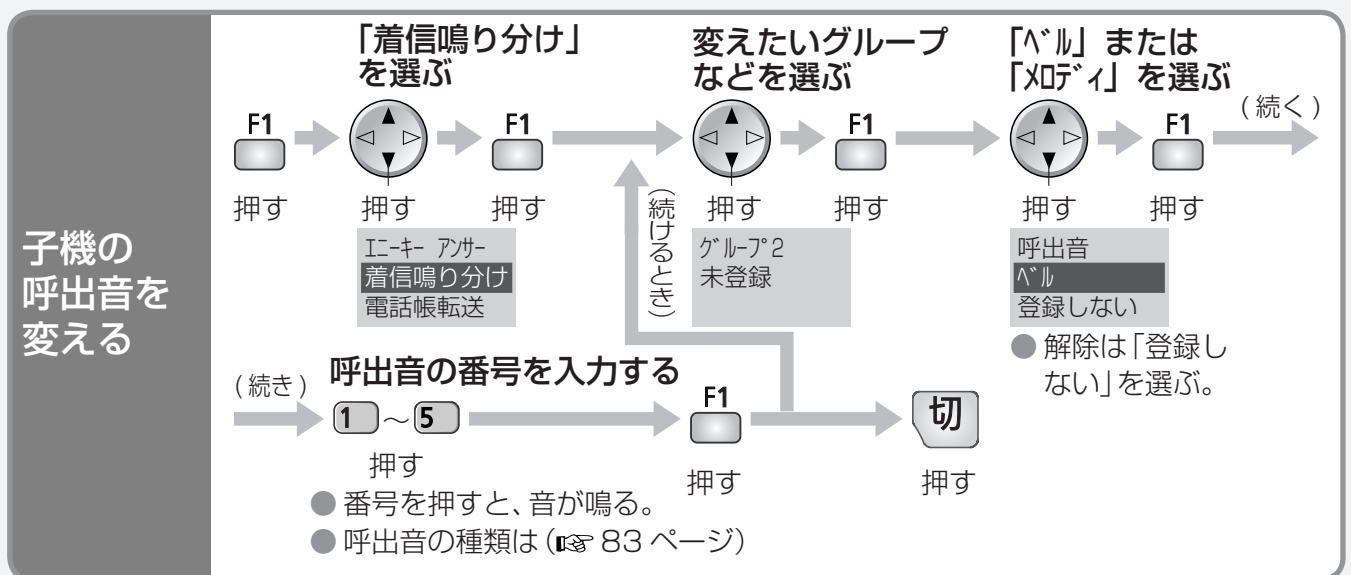 子機の
呼出音を
変える
「着信鳴り分け」
を選ぶ
変えたいグループ
などを選ぶ
「ﾍﾞﾙ」または
「ﾒﾛﾃﾞｨ」を選ぶ
F1
F1
F1
F1
(続く)
押す
押す
押す
押す
押す
押す
押す
ｴﾆｰｷｰ ｱﾝｻｰ
着信鳴り分け
電話帳転送
(続けるとき)
ｸﾞﾙｰﾌﾟ2
未登録
呼出音
ﾍﾞﾙ
登録しない
●解除は「登録し
ない」を選ぶ。
(続き)
呼出音の番号を入力する
1～5
F1
切
押す
押す
押す
●番号を押すと、音が鳴る。
●呼出音の種類は(☞83ページ)